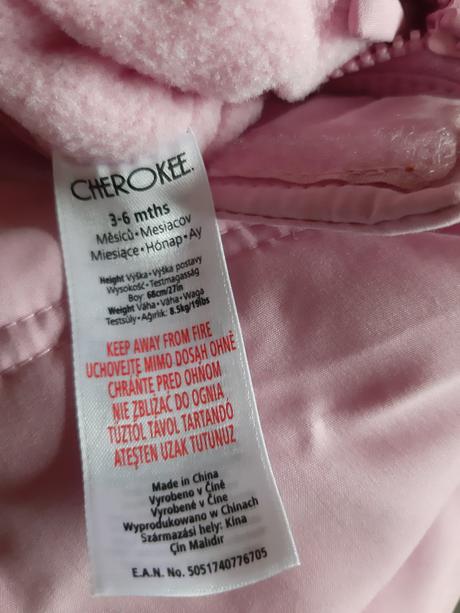 CHEROKEE.
3-6 mths
Měsíců•Mesiacov
Miesiące•Hónap•Ay
Height Výška•Výška postavy
Wysokość•Testmagasság
Boy: 68cm/27in
Weight Váha•Váha•Waga
Testsúly•Ağırlık: 8.5kg/19lbs
KEEP AWAY FROM FIRE
UCHOVEJTE MIMO DOSAH OHNĚ
CHRÁŇTE PRED OHŇOM
NIE ZBLIŻAĆ DO OGNIA
TŰZTŐL TÁVOL TARTANDÓ
ATEŞTEN UZAK TUTUNUZ
Made in China
Vyrobeno v Číně
Vyrobené v Číne
Wyprodukowano w Chinach
Származási hely: Kína
Çin Malıdır
E.A.N. No. 5051740776705